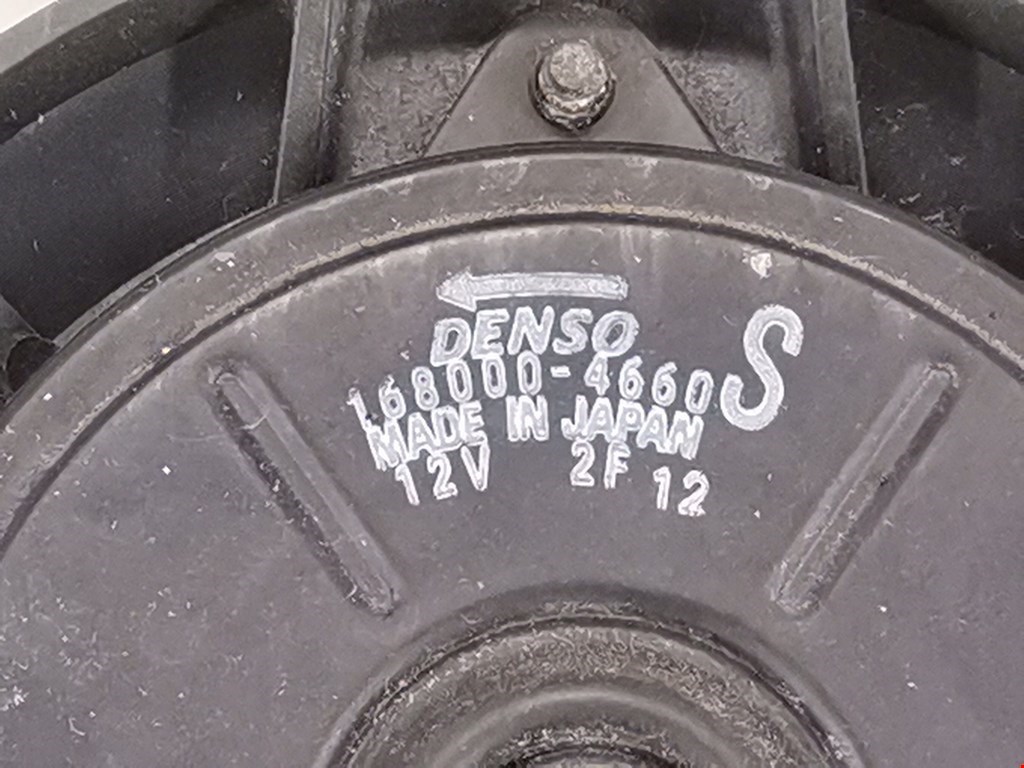 DENSO
168000-4660 S
MADE IN JAPAN
12V 2F 12